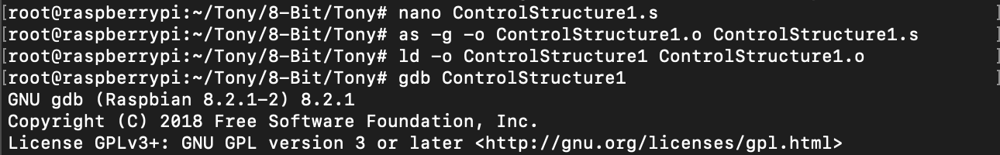 [root@raspberrypi:~/Tony/8-Bit/Tony# nano ControlStructure1.s ]
[root@raspberrypi:~/Tony/8-Bit/Tony# as -g -o ControlStructure1.o ControlStructure1.s ]
[root@raspberrypi:~/Tony/8-Bit/Tony# ld -o ControlStructure1 ControlStructure1.o ]
[root@raspberrypi:~/Tony/8-Bit/Tony# gdb ControlStructure1 ]
GNU gdb (Raspbian 8.2.1-2) 8.2.1
Copyright (C) 2018 Free Software Foundation, Inc.
License GPLv3+: GNU GPL version 3 or later <http://gnu.org/licenses/gpl.html>